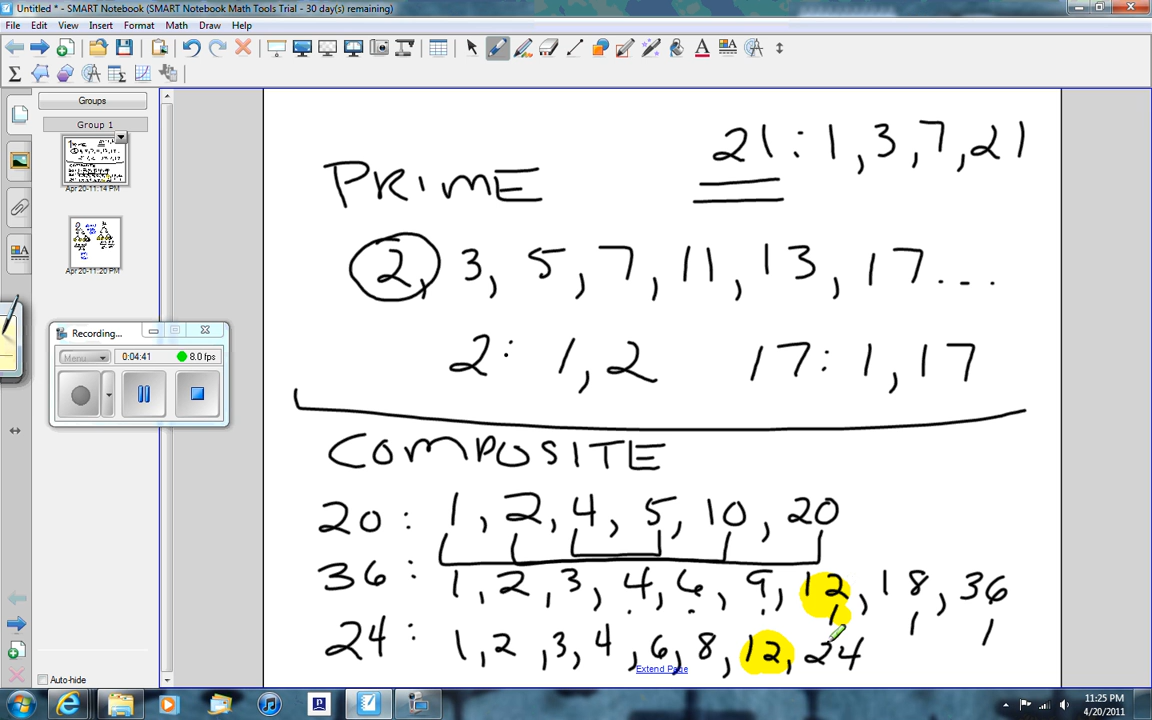 Untitled * - SMART Notebook (SMART Notebook Math Tools Trial - 30 day(s) remaining)
File Edit View Insert Format Math Draw Help
Groups
Group 1
Apr 20-11:14 PM
Apr 20-11:20 PM
Recording...
Menu 0:04:41 8.0 fps
21 : 1, 3, 7, 21
PRIME
2, 3, 5, 7, 11, 13, 17...
2: 1, 2 17: 1, 17
COMPOSITE
20 : 1, 2, 4, 5, 10, 20
36 : 1, 2, 3, 4, 6, 9, 12, 18, 36
24 : 1, 2, 3, 4, 6, 8, 12, 24
Extend Page
Auto-hide
11:25 PM
4/20/2011